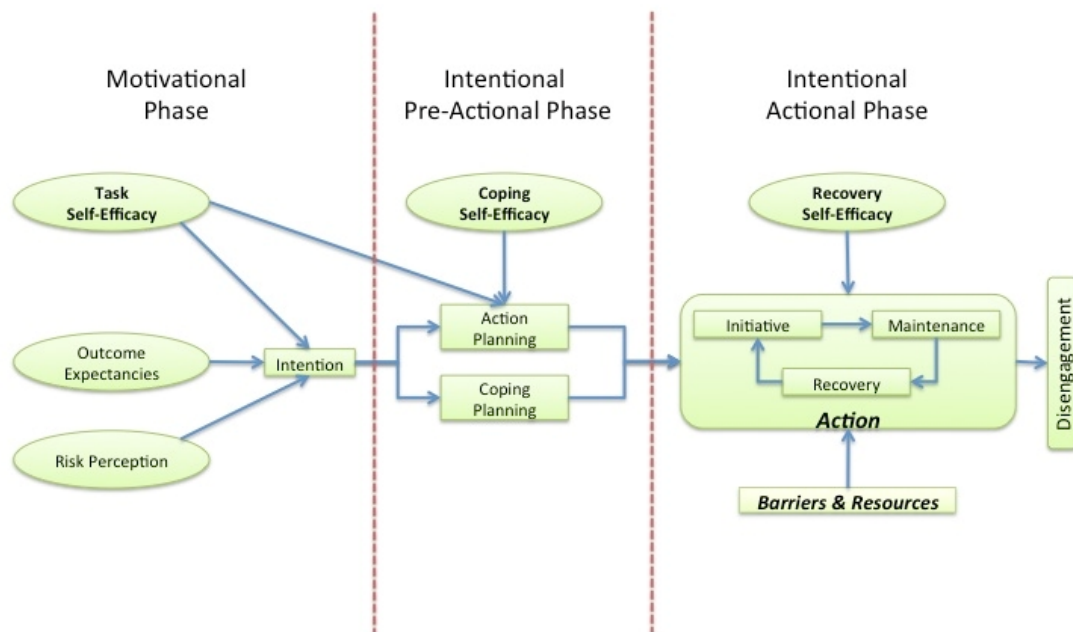 Motivational
Phase
Intentional
Pre-Actional Phase
Intentional
Actional Phase
Task
Self-Efficacy
Coping
Self-Efficacy
Recovery
Self-Efficacy
Outcome
Expectancies
Risk Perception
Intention
Action
Planning
Coping
Planning
Initiative
Maintenance
Recovery
Action
Barriers & Resources
Disengagement